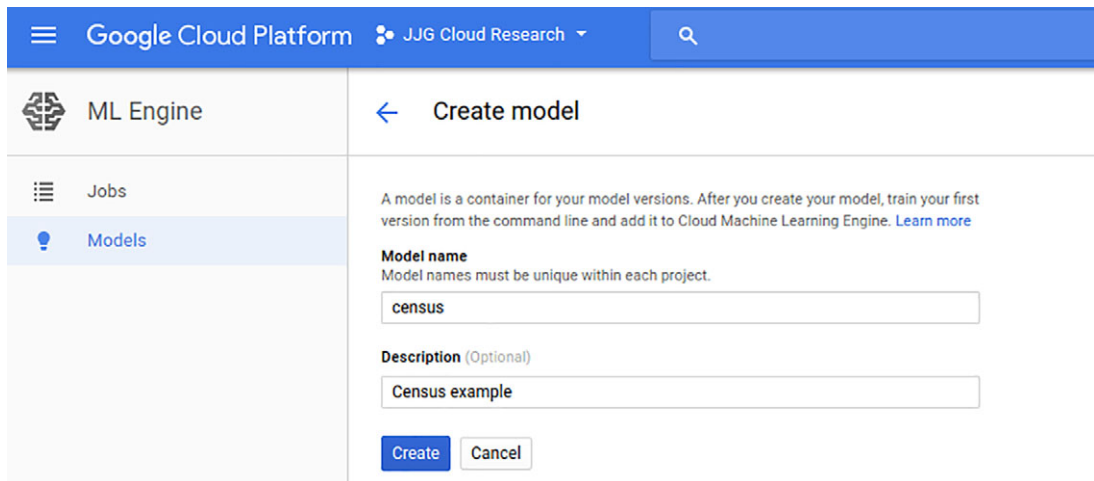 Google Cloud Platform JJG Cloud Research
ML Engine
Create model
Jobs
Models
A model is a container for your model versions. After you create your model, train your first
version from the command line and add it to Cloud Machine Learning Engine. Learn more
Model name
Model names must be unique within each project.
census
Description (Optional)
Census example
Create Cancel